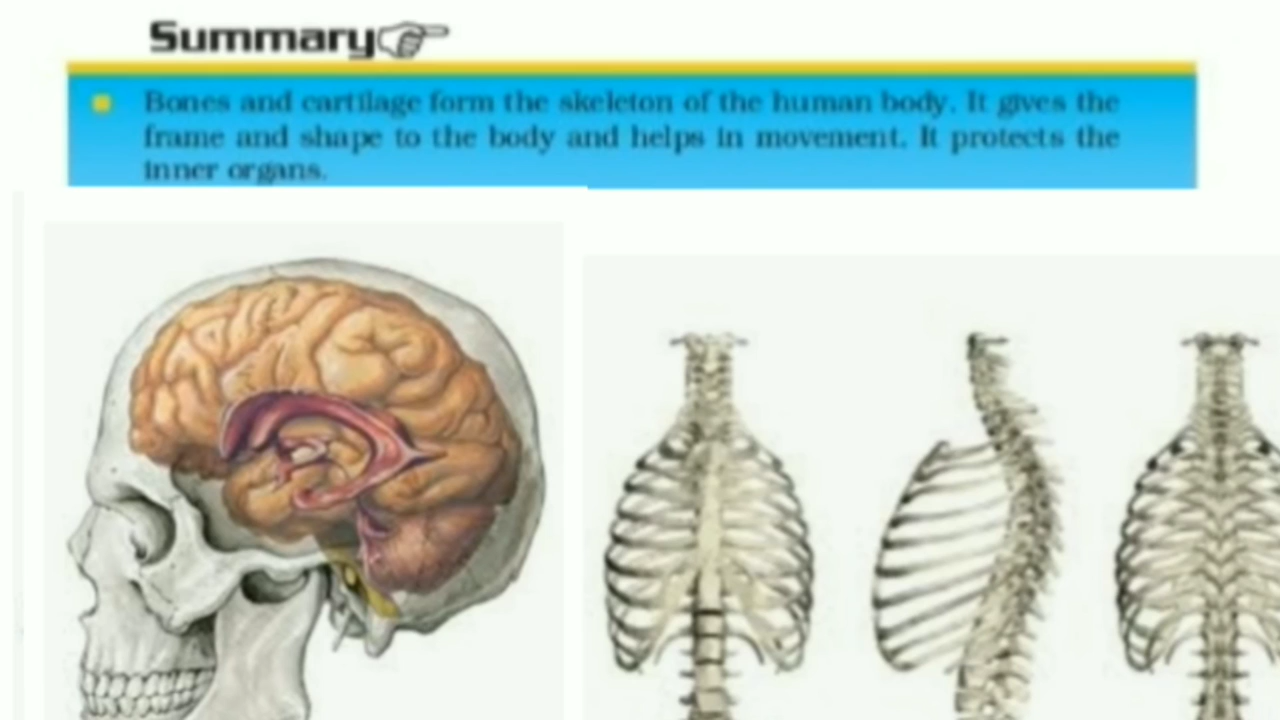 Summary
Bones and cartilage form the skeleton of the human body. It gives the
frame and shape to the body and helps in movement. It protects the
inner organs.